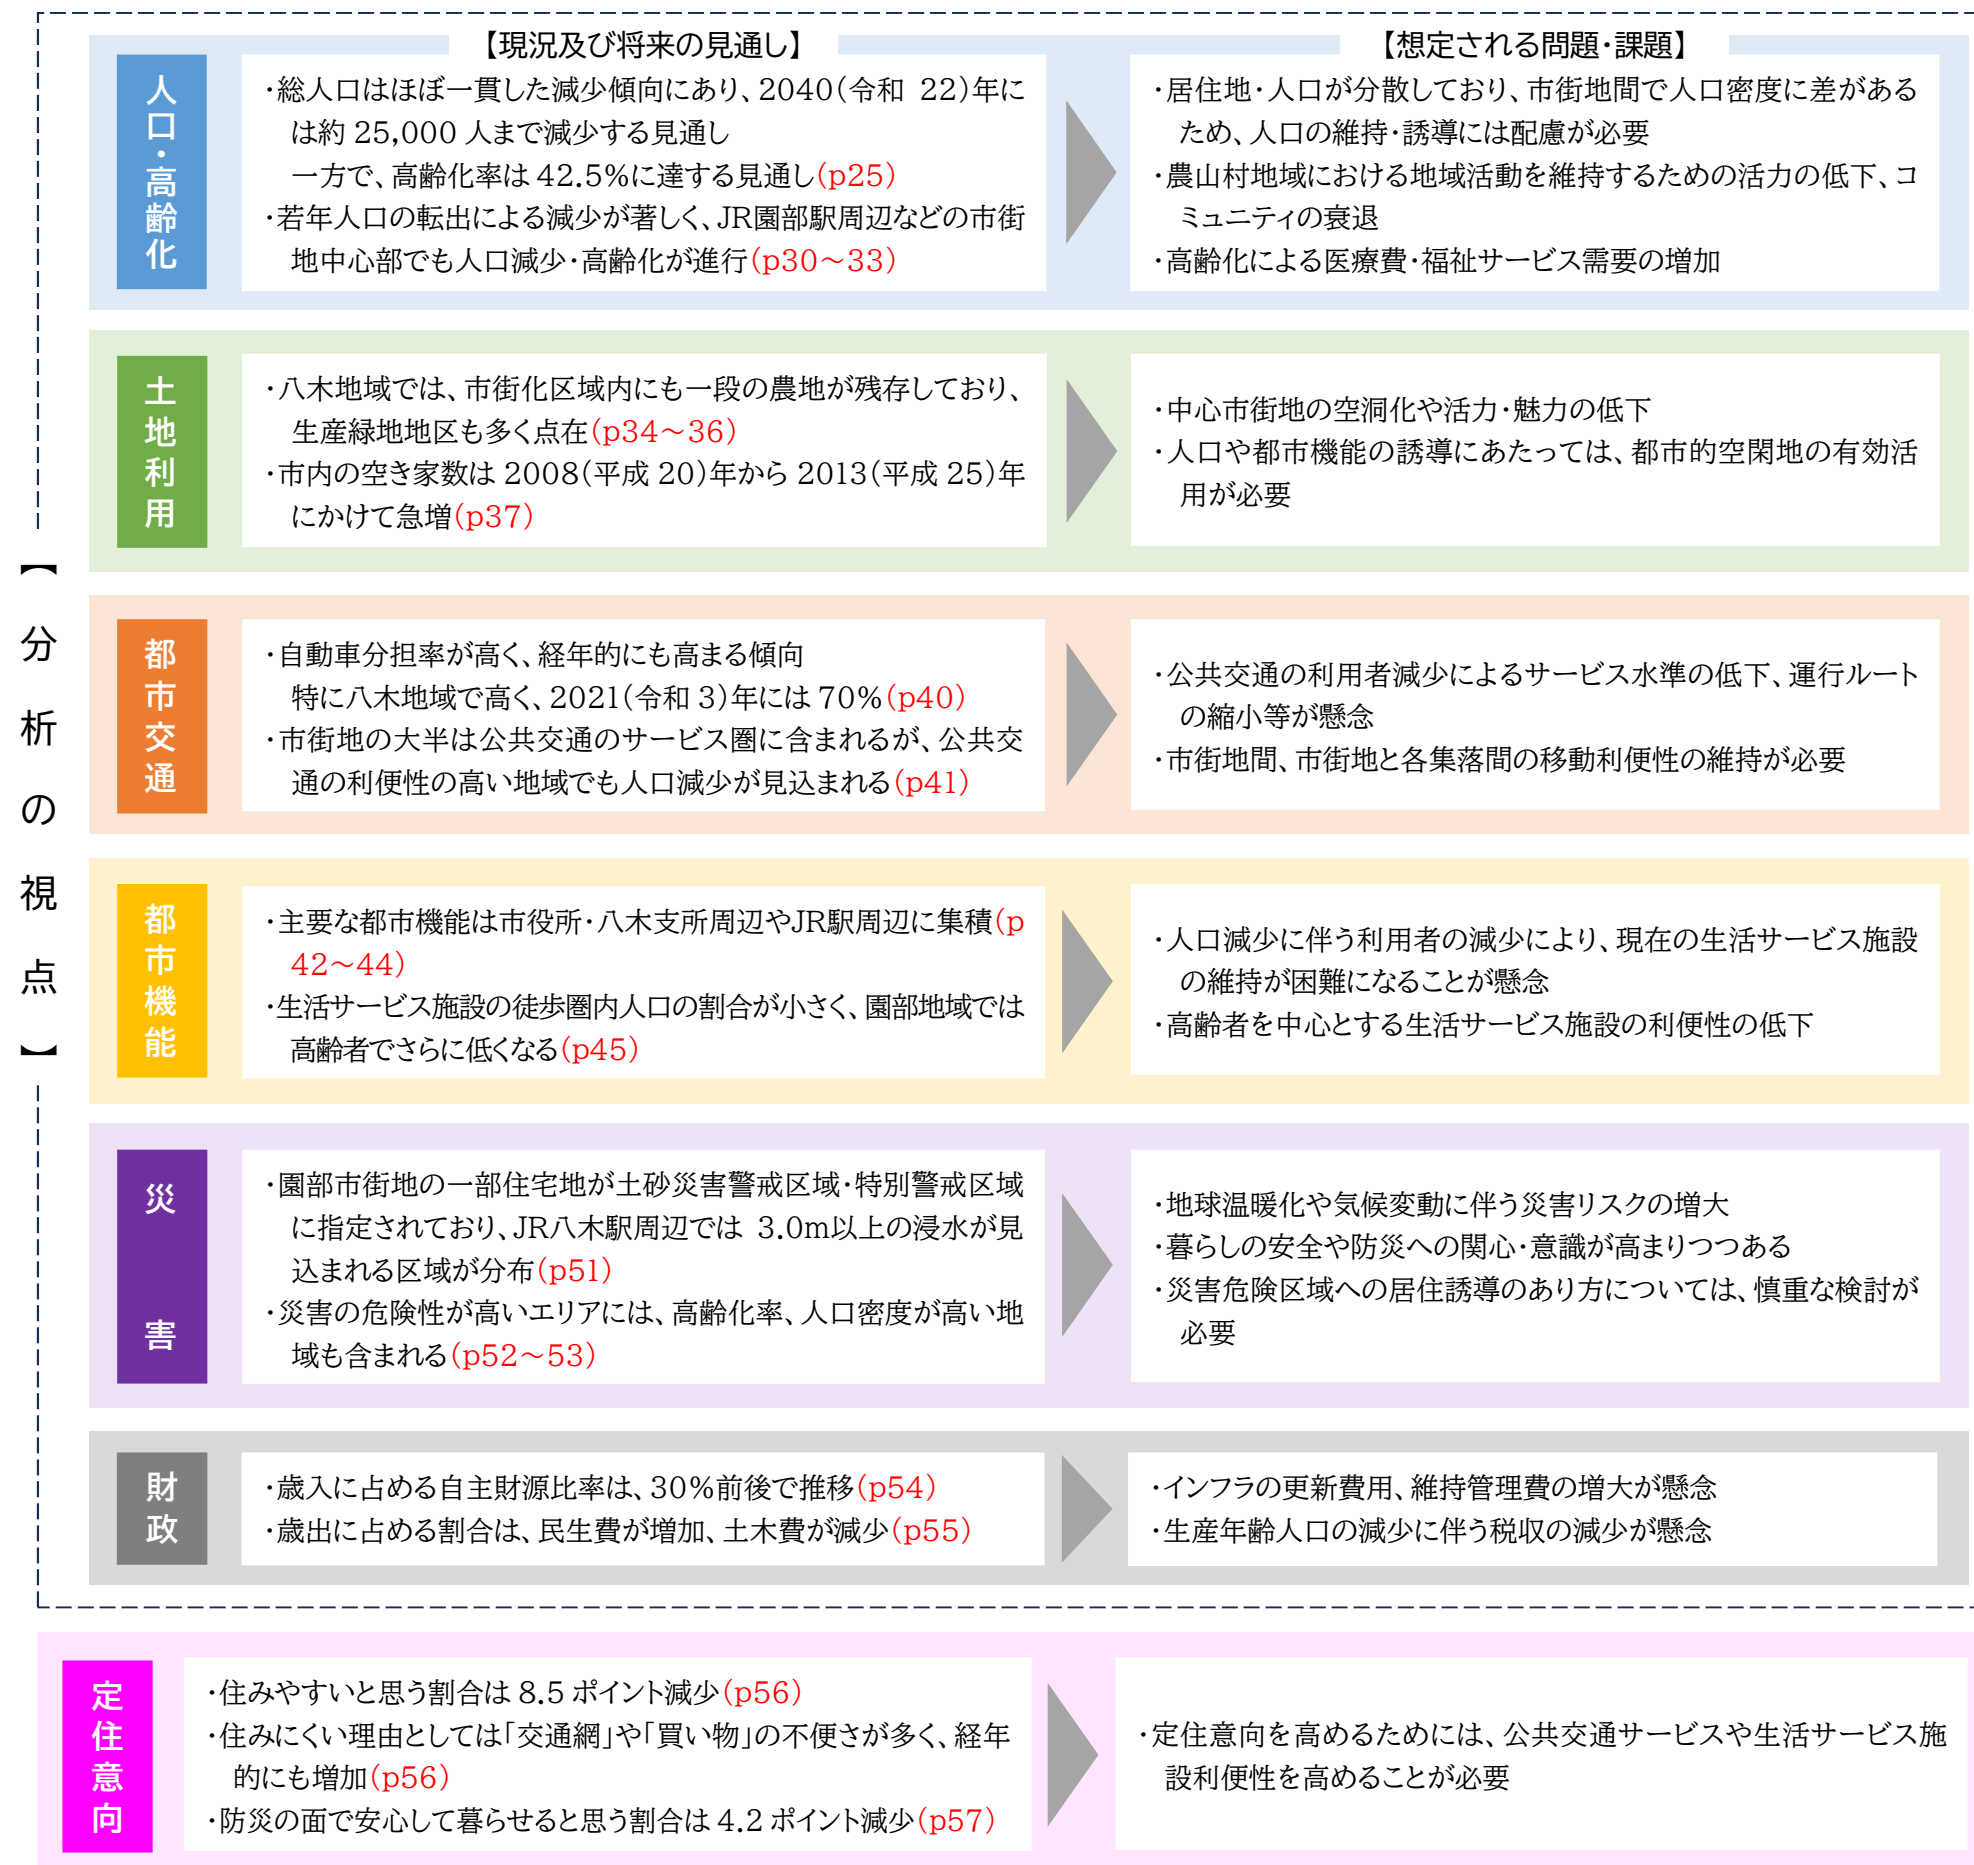 【現況及び将来の見通し】
【想定される問題・課題】
【分析の視点】
人口・高齢化
・総人口はほぼ一貫した減少傾向にあり、2040(令和 22)年に
は約 25,000 人まで減少する見通し
一方で、高齢化率は 42.5%に達する見通し(p25)
・若年人口の転出による減少が著しく、JR園部駅周辺などの市街
地中心部でも人口減少・高齢化が進行(p30～33)
・居住地・人口が分散しており、市街地間で人口密度に差がある
ため、人口の維持・誘導には配慮が必要
・農山村地域における地域活動を維持するための活力の低下、コ
ミュニティの衰退
・高齢化による医療費・福祉サービス需要の増加
土地利用
・八木地域では、市街化区域内にも一段の農地が残存しており、
生産緑地地区も多く点在(p34～36)
・市内の空き家数は 2008(平成 20)年から 2013(平成 25)年
にかけて急増(p37)
・中心市街地の空洞化や活力・魅力の低下
・人口や都市機能の誘導にあたっては、都市的空閑地の有効活
用が必要
都市交通
・自動車分担率が高く、経年的にも高まる傾向
特に八木地域で高く、2021(令和 3)年には 70%(p40)
・市街地の大半は公共交通のサービス圏に含まれるが、公共交
通の利便性の高い地域でも人口減少が見込まれる(p41)
・公共交通の利用者減少によるサービス水準の低下、運行ルート
の縮小等が懸念
・市街地間、市街地と各集落間の移動利便性の維持が必要
都市機能
・主要な都市機能は市役所・八木支所周辺やJR駅周辺に集積(p
42～44)
・生活サービス施設の徒歩圏内人口の割合が小さく、園部地域では
高齢者でさらに低くなる(p45)
・人口減少に伴う利用者の減少により、現在の生活サービス施設
の維持が困難になることが懸念
・高齢者を中心とする生活サービス施設の利便性の低下
災害
・園部市街地の一部住宅地が土砂災害警戒区域・特別警戒区域
に指定されており、JR八木駅周辺では 3.0m以上の浸水が見
込まれる区域が分布(p51)
・災害の危険性が高いエリアには、高齢化率、人口密度が高い地
域も含まれる(p52～53)
・地球温暖化や気候変動に伴う災害リスクの増大
・暮らしの安全や防災への関心・意識が高まりつつある
・災害危険区域への居住誘導のあり方については、慎重な検討が
必要
財政
・歳入に占める自主財源比率は、30%前後で推移(p54)
・歳出に占める割合は、民生費が増加、土木費が減少(p55)
・インフラの更新費用、維持管理費の増大が懸念
・生産年齢人口の減少に伴う税収の減少が懸念
定住意向
・住みやすいと思う割合は 8.5 ポイント減少(p56)
・住みにくい理由としては「交通網」や「買い物」の不便さが多く、経年
的にも増加(p56)
・防災の面で安心して暮らせると思う割合は 4.2 ポイント減少(p57)
・定住意向を高めるためには、公共交通サービスや生活サービス施
設利便性を高めることが必要